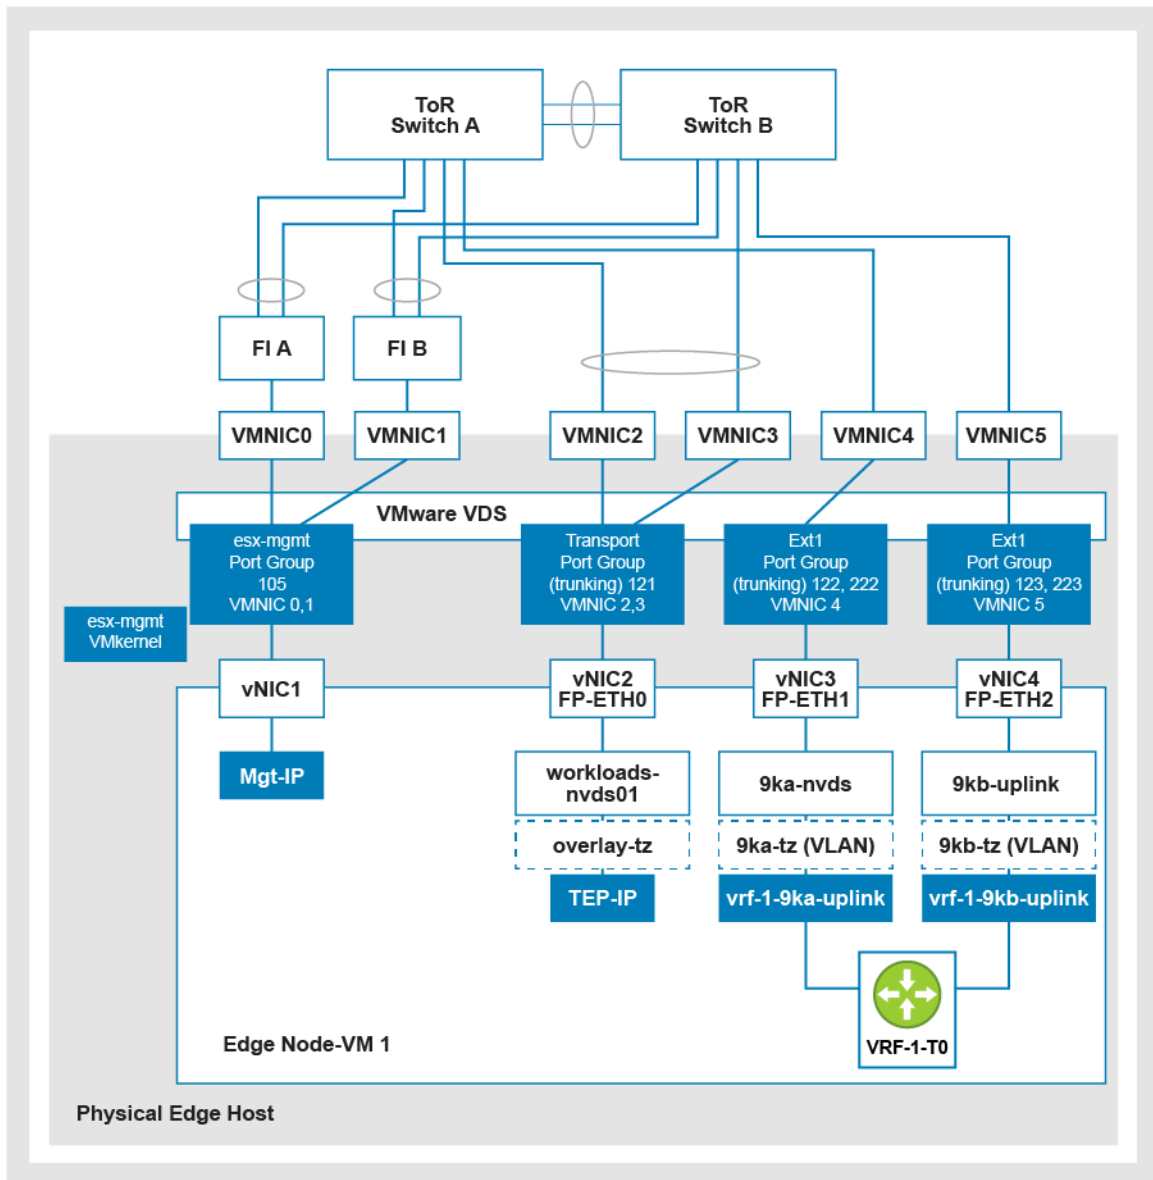 ToR
Switch A
ToR
Switch B
FI A
FI B
VMNIC0
VMNIC1
VMNIC2
VMNIC3
VMNIC4
VMNIC5
VMware VDS
esx-mgmt
Port Group
105
VMNIC 0,1
Transport
Port Group
(trunking) 121
VMNIC 2,3
Ext1
Port Group
(trunking) 122, 222
VMNIC 4
Ext1
Port Group
(trunking) 123, 223
VMNIC 5
esx-mgmt
VMkernel
vNIC1
vNIC2
FP-ETH0
vNIC3
FP-ETH1
vNIC4
FP-ETH2
Mgt-IP
workloads-
nvds01
9ka-nvds
9kb-uplink
overlay-tz
9ka-tz (VLAN)
9kb-tz (VLAN)
TEP-IP
vrf-1-9ka-uplink
vrf-1-9kb-uplink
VRF-1-T0
Edge Node-VM 1
Physical Edge Host